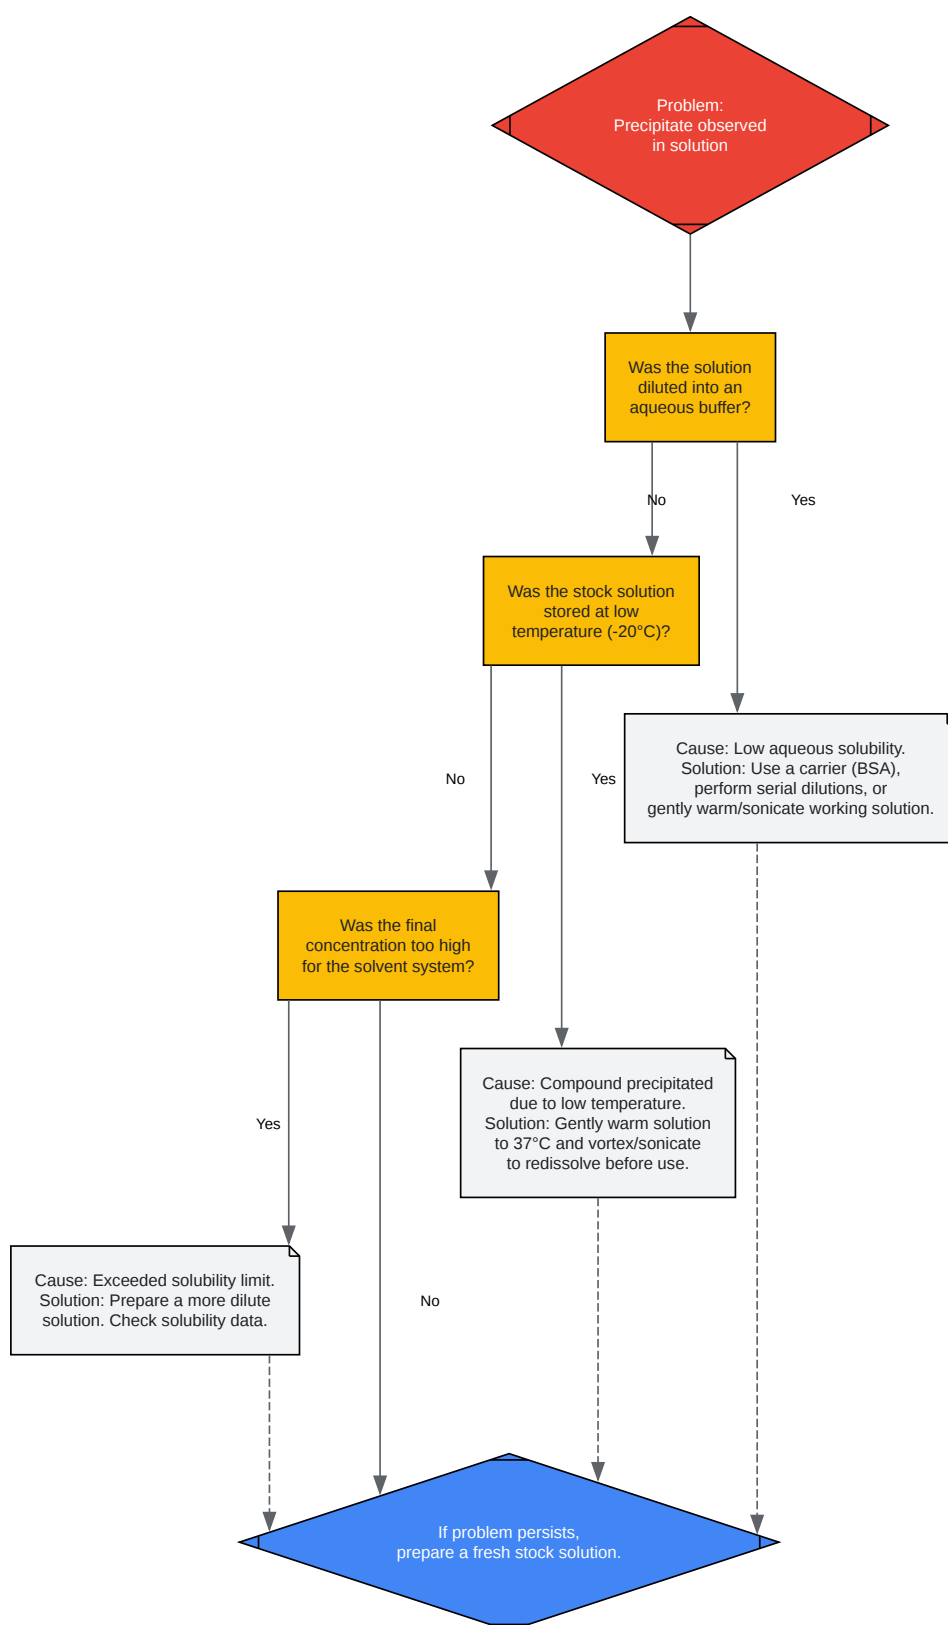 Problem:
Precipitate observed
in solution
Was the solution
diluted into an
aqueous buffer?
No
Yes
Was the stock solution
stored at low
temperature (-20°C)?
No
Yes
Cause: Low aqueous solubility.
Solution: Use a carrier (BSA),
perform serial dilutions, or
gently warm/sonicate working solution.
Was the final
concentration too high
for the solvent system?
Cause: Compound precipitated
due to low temperature.
Solution: Gently warm solution
to 37°C and vortex/sonicate
to redissolve before use.
Yes
No
Cause: Exceeded solubility limit.
Solution: Prepare a more dilute
solution. Check solubility data.
If problem persists,
prepare a fresh stock solution.